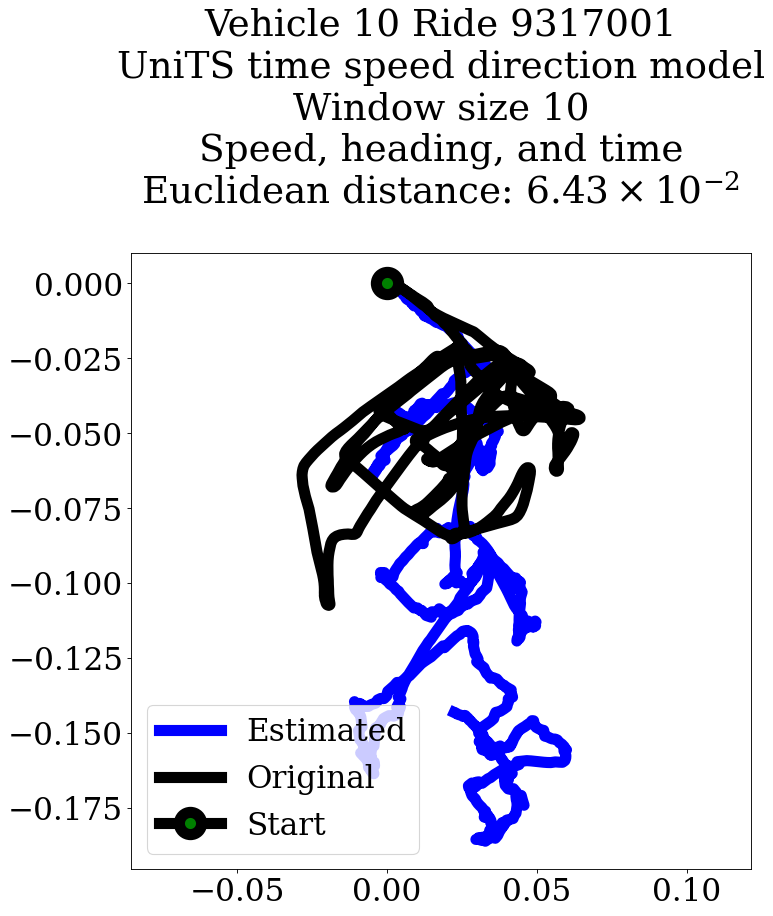 Vehicle 10 Ride 9317001
UniTS time speed direction model
Window size 10
Speed, heading, and time
Euclidean distance: 6.43 × 10⁻²
0.000
−0.025
−0.050
−0.075
−0.100
−0.125
−0.150
−0.175
Estimated
Original
Start
−0.05 0.00 0.05 0.10